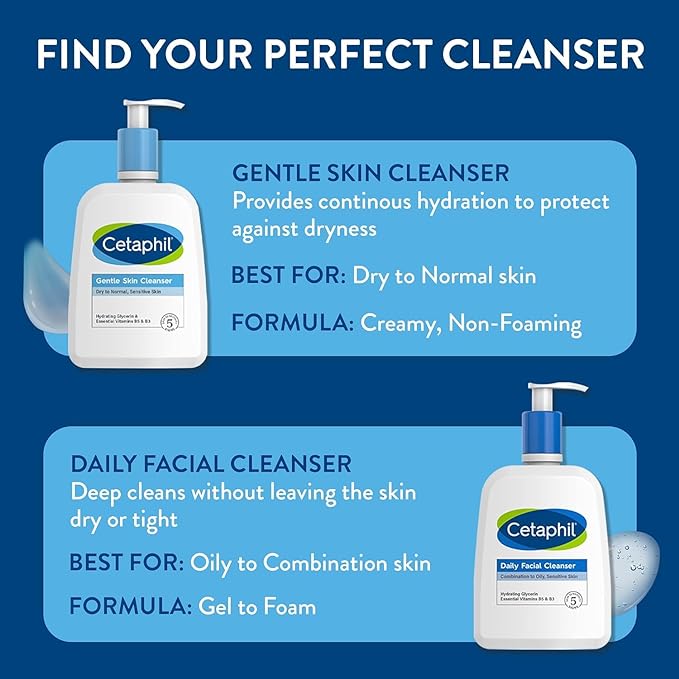 FIND YOUR PERFECT CLEANSER
GENTLE SKIN CLEANSER
Provides continous hydration to protect
against dryness
BEST FOR: Dry to Normal skin
FORMULA: Creamy, Non-Foaming
Cetaphil
Gentle Skin Cleanser
Dry to Normal, Sensitive Skin
Hydrating Glycerin &
Essential Vitamins B5 & B3
5
DAILY FACIAL CLEANSER
Deep cleans without leaving the skin
dry or tight
BEST FOR: Oily to Combination skin
FORMULA: Gel to Foam
Cetaphil
Daily Facial Cleanser
Combination to Oily, Sensitive Skin
Hydrating Glycerin
Essential Vitamins B5 & B3
5